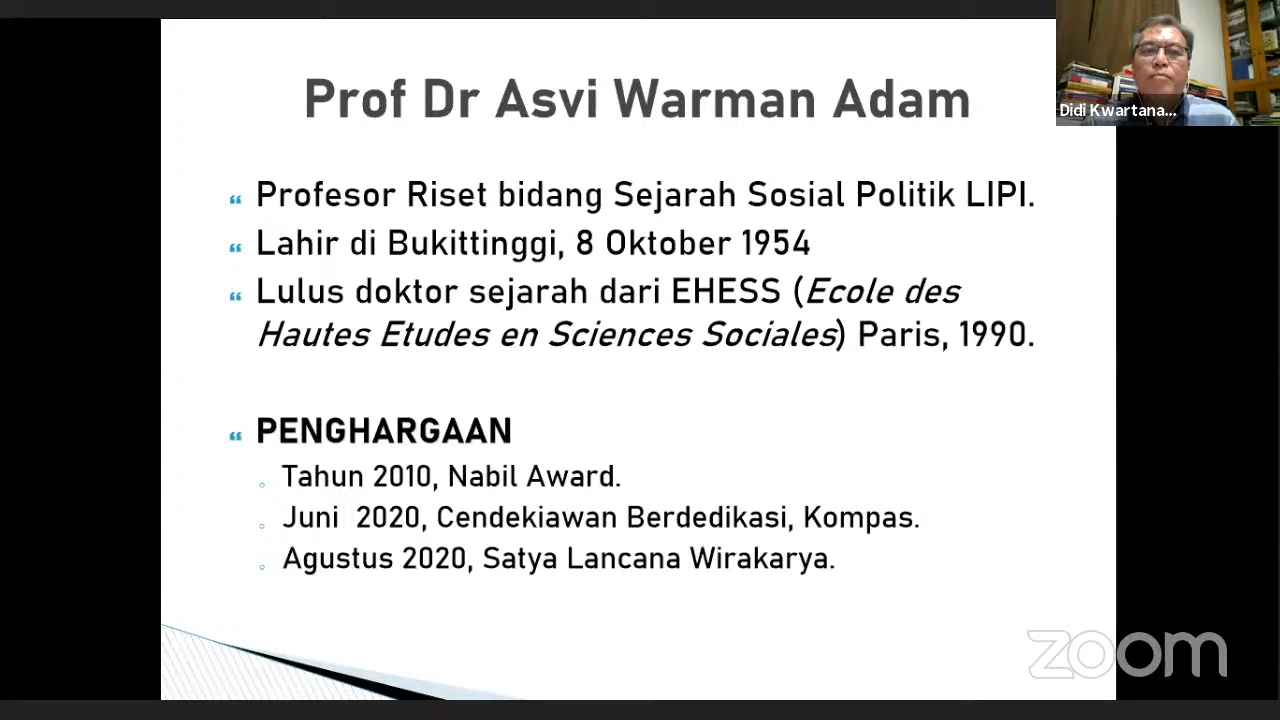 Prof Dr Asvi Warman Adam
Didi Kwartana...
Profesor Riset bidang Sejarah Sosial Politik LIPI.
Lahir di Bukittinggi, 8 Oktober 1954
Lulus doktor sejarah dari EHESS (Ecole des
Hautes Etudes en Sciences Sociales) Paris, 1990.
PENGHARGAAN
Tahun 2010, Nabil Award.
Juni 2020, Cendekiawan Berdedikasi, Kompas.
Agustus 2020, Satya Lancana Wirakarya.
zoom